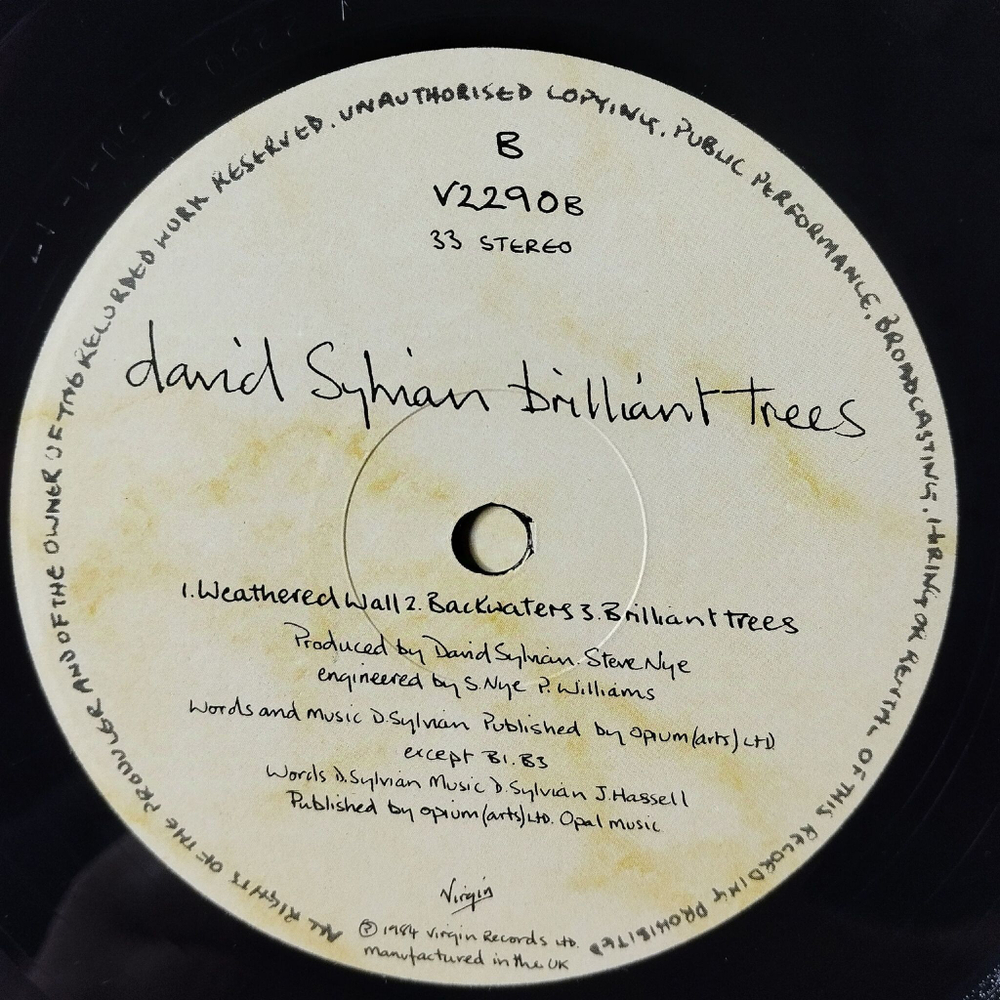 ALL RIGHTS OF THE PRODUCER AND OF THE OWNER OF THE RECORDED WORK RESERVED. UNAUTHORISED COPYING, PUBLIC PERFORMANCE, BROADCASTING, HIRING OR RENTAL OF THIS RECORDING PROHIBITED
B
V2290B
33 STEREO
david Sylvian brilliant trees
1. Weathered Wall 2. Backwaters 3. Brilliant trees
Produced by David Sylvian. Steve Nye
engineered by S. Nye P. Williams
Words and Music D. Sylvian Published by opium (arts) LTD.
except B1. B3
Words D. Sylvian Music D. Sylvian J. Hassell
Published by opium (arts) LTD. Opal music
Virgin
℗ 1984 Virgin Records LTD.
manufactured in the UK